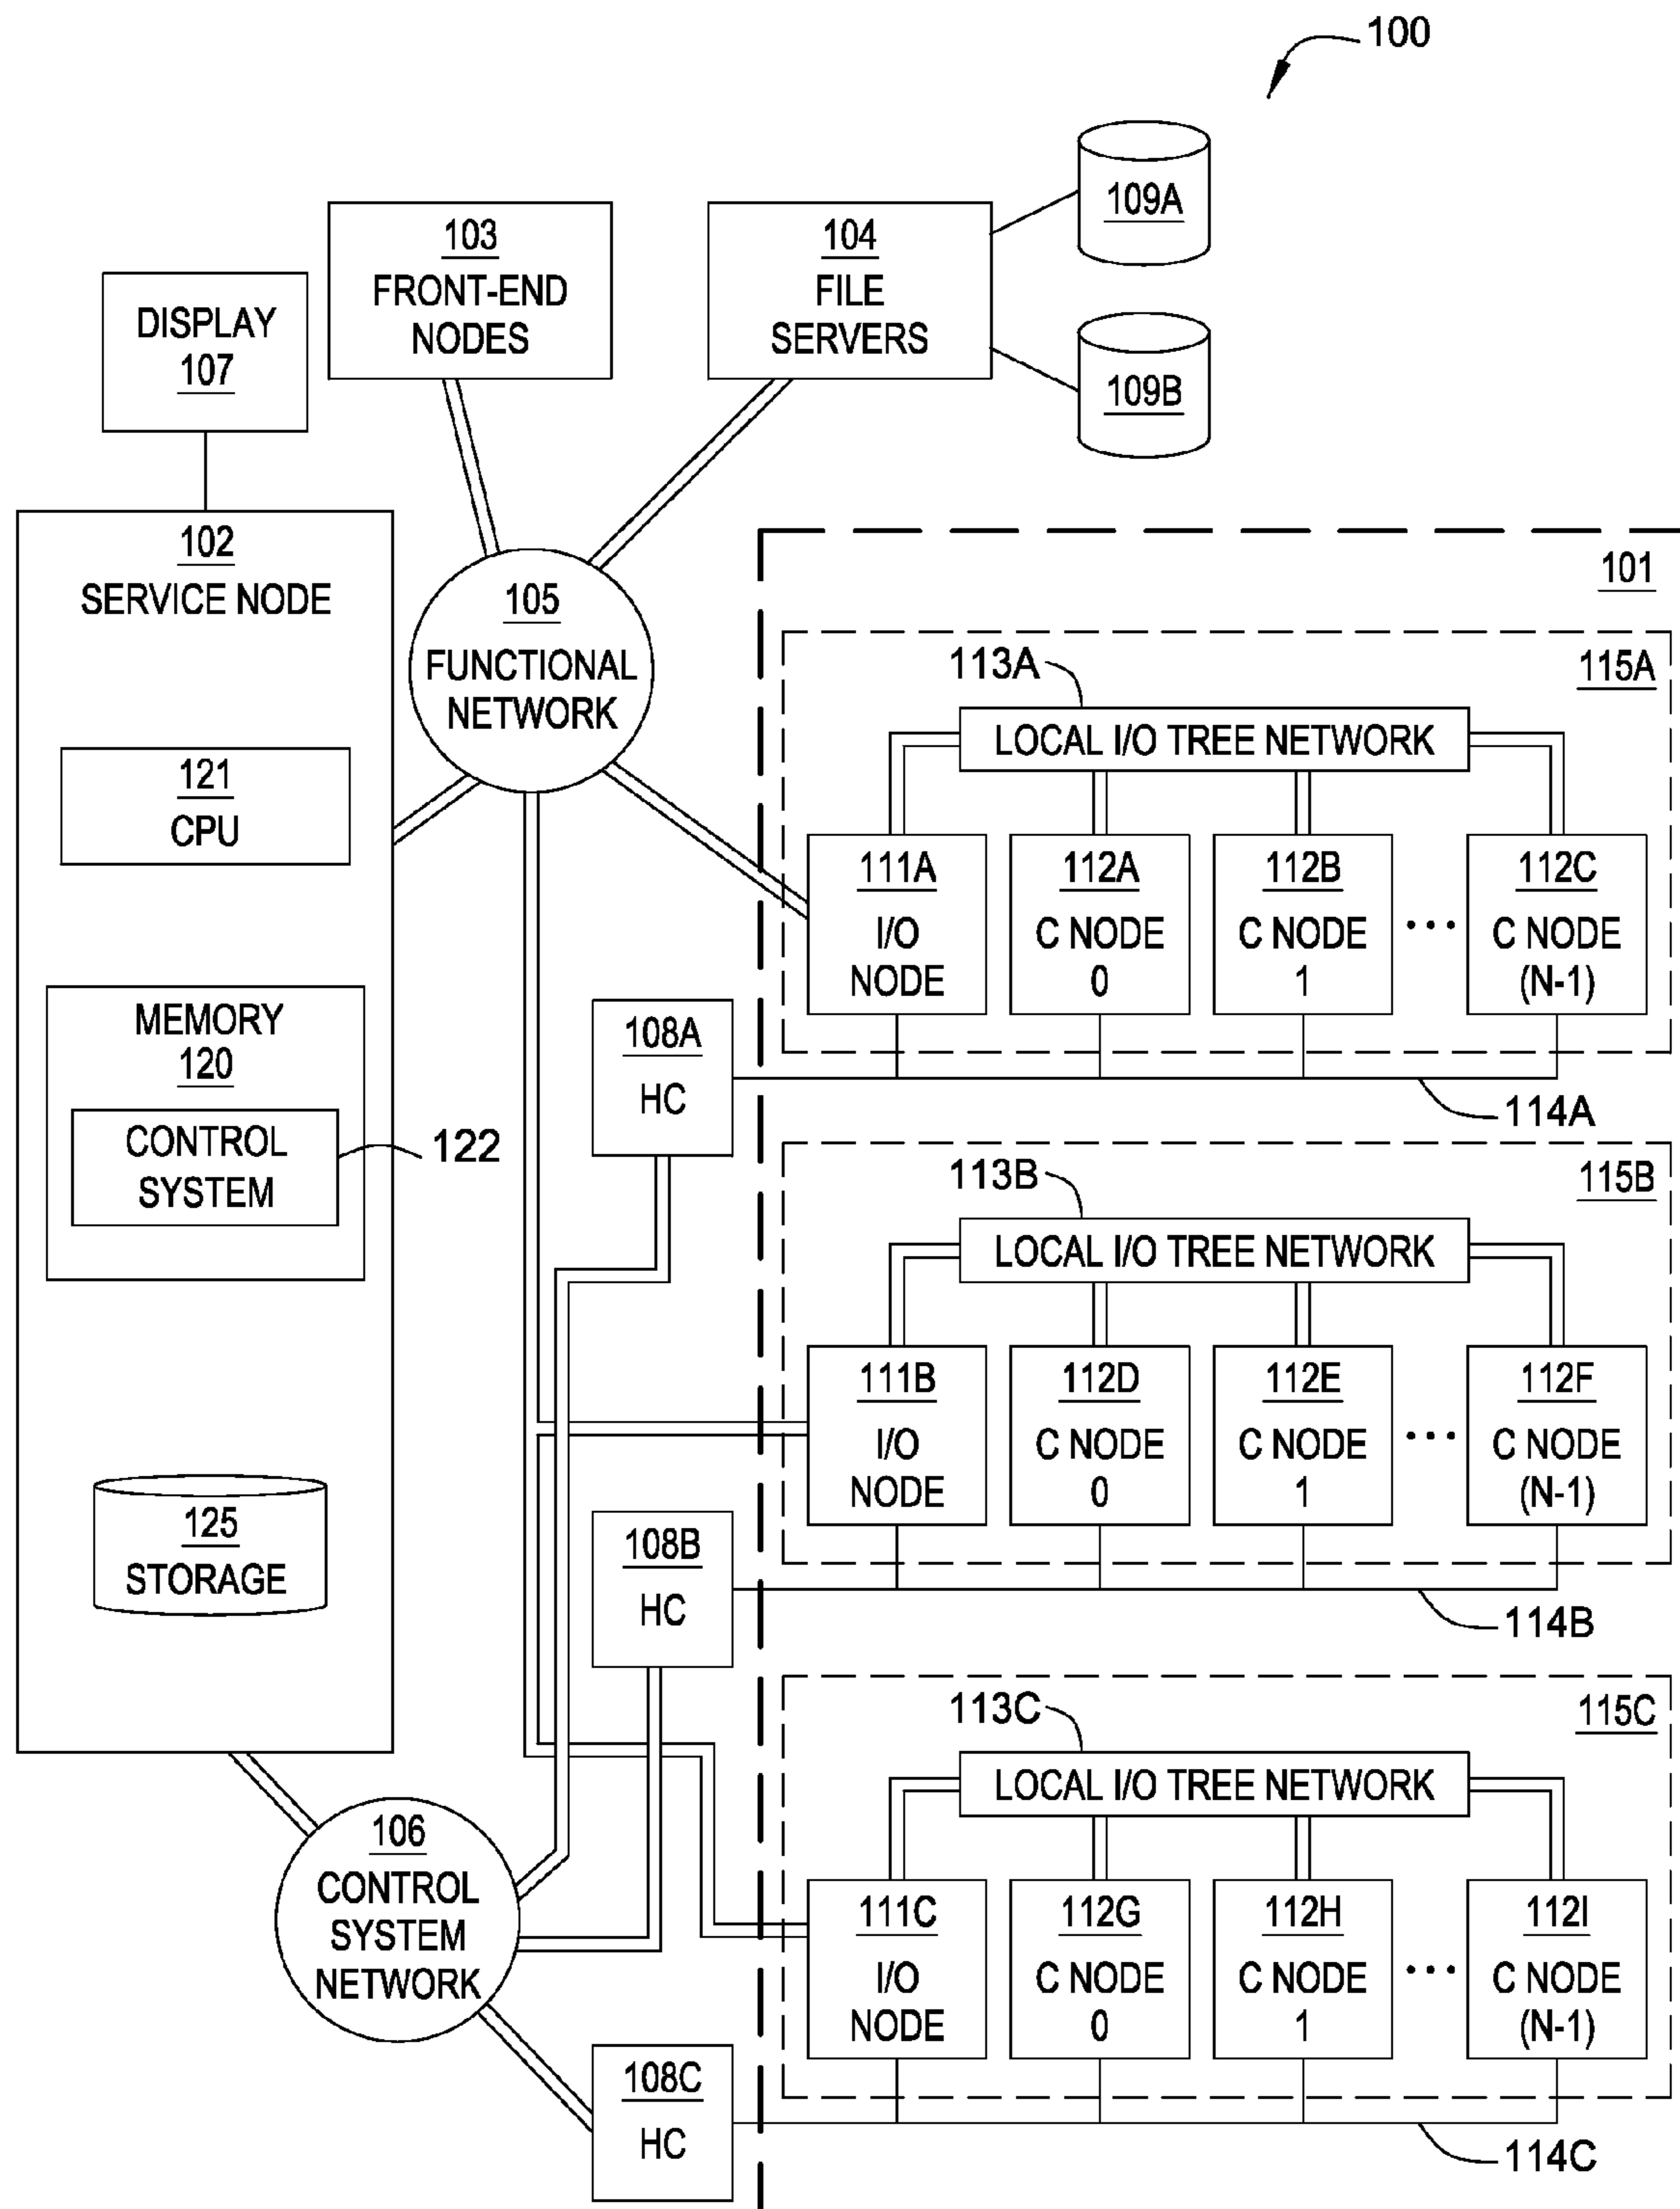 100
109A
103
FRONT-END
NODES
104
FILE
SERVERS
109B
DISPLAY
107
102
SERVICE NODE
105
FUNCTIONAL
NETWORK
101
121
CPU
MEMORY
120
CONTROL
SYSTEM
122
125
STORAGE
106
CONTROL
SYSTEM
NETWORK
108A
HC
108B
HC
108C
HC
113A
115A
LOCAL I/O TREE NETWORK
111A
I/O
NODE
112A
C NODE
0
112B
C NODE
1
...
112C
C NODE
(N-1)
114A
113B
115B
LOCAL I/O TREE NETWORK
111B
I/O
NODE
112D
C NODE
0
112E
C NODE
1
...
112F
C NODE
(N-1)
114B
113C
115C
LOCAL I/O TREE NETWORK
111C
I/O
NODE
112G
C NODE
0
112H
C NODE
1
...
112I
C NODE
(N-1)
114C